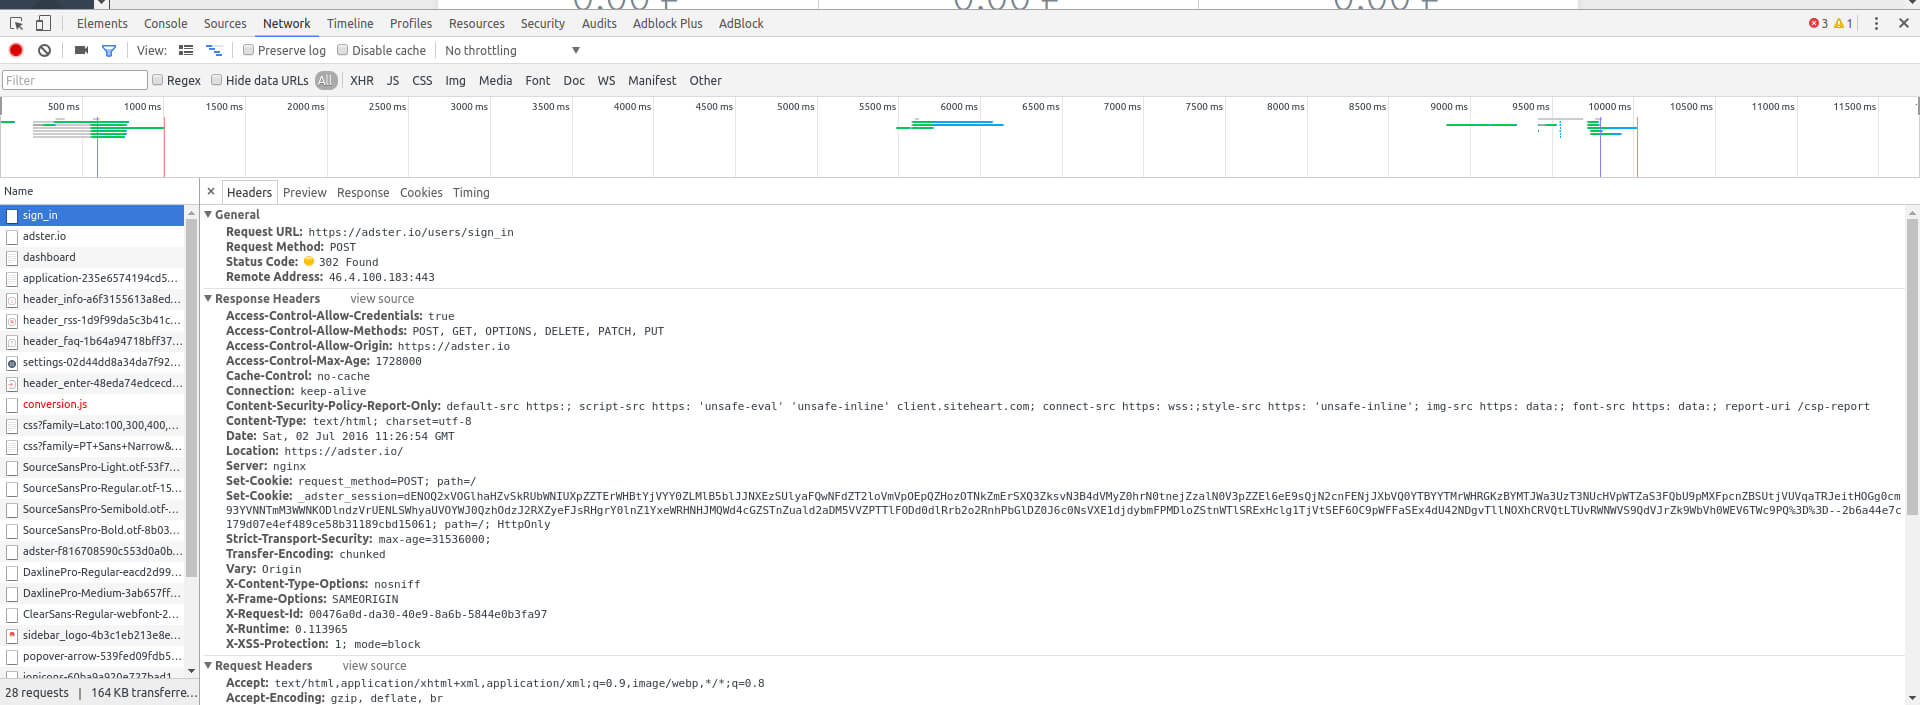 Elements Console Sources Network Timeline Profiles Resources Security Audits Adblock Plus AdBlock 3 1
View: Preserve log Disable cache No throttling
Filter Regex Hide data URLs All XHR JS CSS Img Media Font Doc WS Manifest Other
500 ms 1000 ms 1500 ms 2000 ms 2500 ms 3000 ms 3500 ms 4000 ms 4500 ms 5000 ms 5500 ms 6000 ms 6500 ms 7000 ms 7500 ms 8000 ms 8500 ms 9000 ms 9500 ms 10000 ms 10500 ms 11000 ms 11500 ms
Name
sign_in
adster.io
dashboard
application-235e6574194cd5...
header_info-a6f3155613a8ed...
header_rss-1d9f99da5c3b41c...
header_faq-1b64a94718bff37...
settings-02d44dd8a34da7f92...
header_enter-48eda74edcecd...
conversion.js
css?family=Lato:100,300,400,...
css?family=PT+Sans+Narrow&...
SourceSansPro-Light.otf-53f7...
SourceSansPro-Regular.otf-15...
SourceSansPro-Semibold.otf-...
SourceSansPro-Bold.otf-8b03...
adster-f816708590c553d0a0b...
DaxlinePro-Regular-eacd2d99...
DaxlinePro-Medium-3ab657ff...
ClearSans-Regular-webfont-2...
sidebar_logo-4b3c1eb213e8e...
popover-arrow-539fed09fdb5...
28 requests | 164 KB transferre...
Headers Preview Response Cookies Timing
General
Request URL: https://adster.io/users/sign_in
Request Method: POST
Status Code: 302 Found
Remote Address: 46.4.100.183:443
Response Headers view source
Access-Control-Allow-Credentials: true
Access-Control-Allow-Methods: POST, GET, OPTIONS, DELETE, PATCH, PUT
Access-Control-Allow-Origin: https://adster.io
Access-Control-Max-Age: 1728000
Cache-Control: no-cache
Connection: keep-alive
Content-Security-Policy-Report-Only: default-src https:; script-src https: 'unsafe-eval' 'unsafe-inline' client.siteheart.com; connect-src https: wss:;style-src https: 'unsafe-inline'; img-src https: data:; font-src https: data:; report-uri /csp-report
Content-Type: text/html; charset=utf-8
Date: Sat, 02 Jul 2016 11:26:54 GMT
Location: https://adster.io/
Server: nginx
Set-Cookie: request_method=POST; path=/
Set-Cookie:
179d07e4ef489ce58b31189cbd15061; path=/; HttpOnly
Strict-Transport-Security: max-age=31536000;
Transfer-Encoding: chunked
Vary: Origin
X-Content-Type-Options: nosniff
X-Frame-Options: SAMEORIGIN
X-Request-Id: 00476a0d-da30-40e9-8a6b-5844e0b3fa97
X-Runtime: 0.113965
X-XSS-Protection: 1; mode=block
Request Headers view source
Accept: text/html,application/xhtml+xml,application/xml;q=0.9,image/webp,*/*;q=0.8
Accept-Encoding: gzip, deflate, br